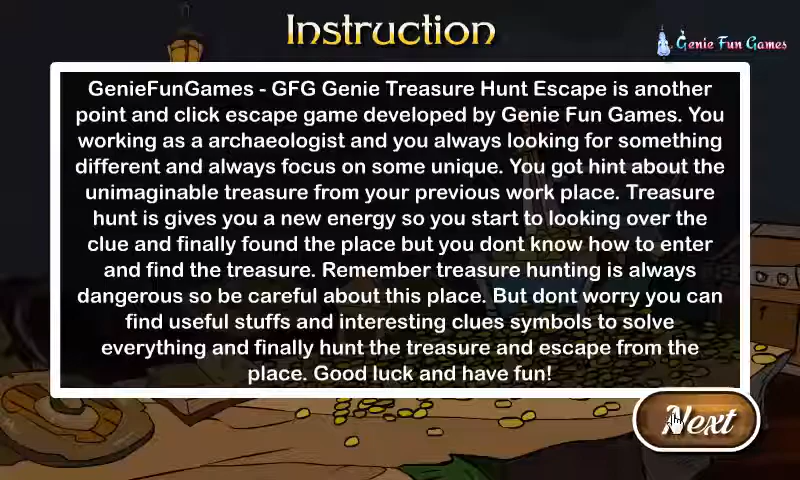 Instruction
Genie Fun Games
GenieFunGames - GFG Genie Treasure Hunt Escape is another
point and click escape game developed by Genie Fun Games. You
working as a archaeologist and you always looking for something
different and always focus on some unique. You got hint about the
unimaginable treasure from your previous work place. Treasure
hunt is gives you a new energy so you start to looking over the
clue and finally found the place but you dont know how to enter
and find the treasure. Remember treasure hunting is always
dangerous so be careful about this place. But dont worry you can
find useful stuffs and interesting clues symbols to solve
everything and finally hunt the treasure and escape from the
place. Good luck and have fun!
Next